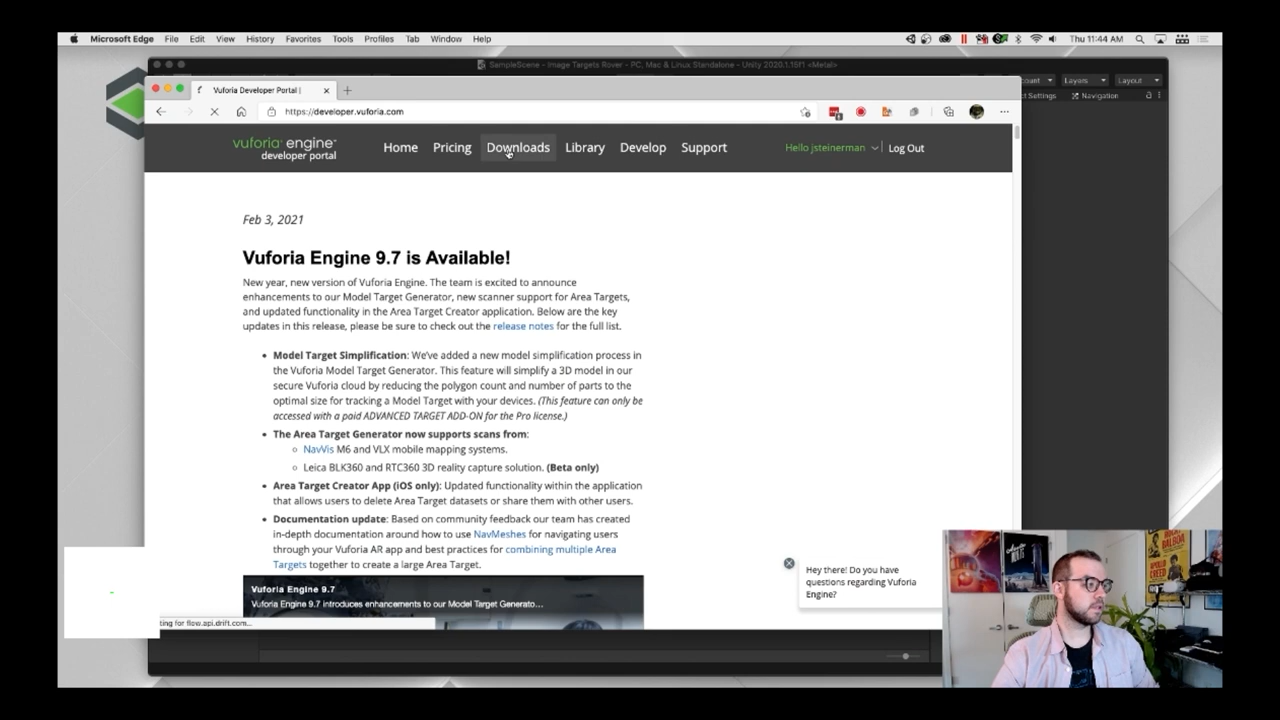 Microsoft Edge File Edit View History Favorites Tools Profiles Tab Window Help Thu 11:44 AM
SampleScene - Image Targets Rover - PC, Mac & Linux Standalone - Unity 2020.1.15f1 <Metal>
Vuforia Developer Portal |
count Layers Layout
https://developer.vuforia.com
d Settings Navigation
vuforia engine™
developer portal
Home Pricing Downloads Library Develop Support Hello jsteinerman Log Out
Feb 3, 2021
Vuforia Engine 9.7 is Available!
New year, new version of Vuforia Engine. The team is excited to announce
enhancements to our Model Target Generator, new scanner support for Area Targets,
and updated functionality in the Area Target Creator application. Below are the key
updates in this release, please be sure to check out the release notes for the full list.
• Model Target Simplification: We've added a new model simplification process in
the Vuforia Model Target Generator. This feature will simplify a 3D model in our
secure Vuforia cloud by reducing the polygon count and number of parts to the
optimal size for tracking a Model Target with your devices. (This feature can only be
accessed with a paid ADVANCED TARGET ADD-ON for the Pro license.)
• The Area Target Generator now supports scans from:
○ NavVis M6 and VLX mobile mapping systems.
○ Leica BLK360 and RTC360 3D reality capture solution. (Beta only)
• Area Target Creator App (iOS only): Updated functionality within the application
that allows users to delete Area Target datasets or share them with other users.
• Documentation update: Based on community feedback our team has created
in-depth documentation around how to use NavMeshes for navigating users
through your Vuforia AR app and best practices for combining multiple Area
Targets together to create a large Area Target.
Vuforia Engine 9.7
Vuforia Engine 9.7 introduces enhancements to our Model Target Generato...
Hey there! Do you have
questions regarding Vuforia
Engine?
ting for flow.api.drift.com...
ROCKY
BALBOA
APOLLO
CREED